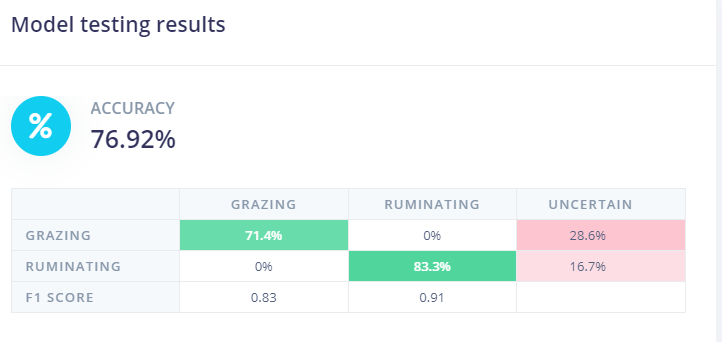 Model testing results
%
ACCURACY
76.92%
GRAZING RUMINATING UNCERTAIN
GRAZING 71.4% 0% 28.6%
RUMINATING 0% 83.3% 16.7%
F1 SCORE 0.83 0.91